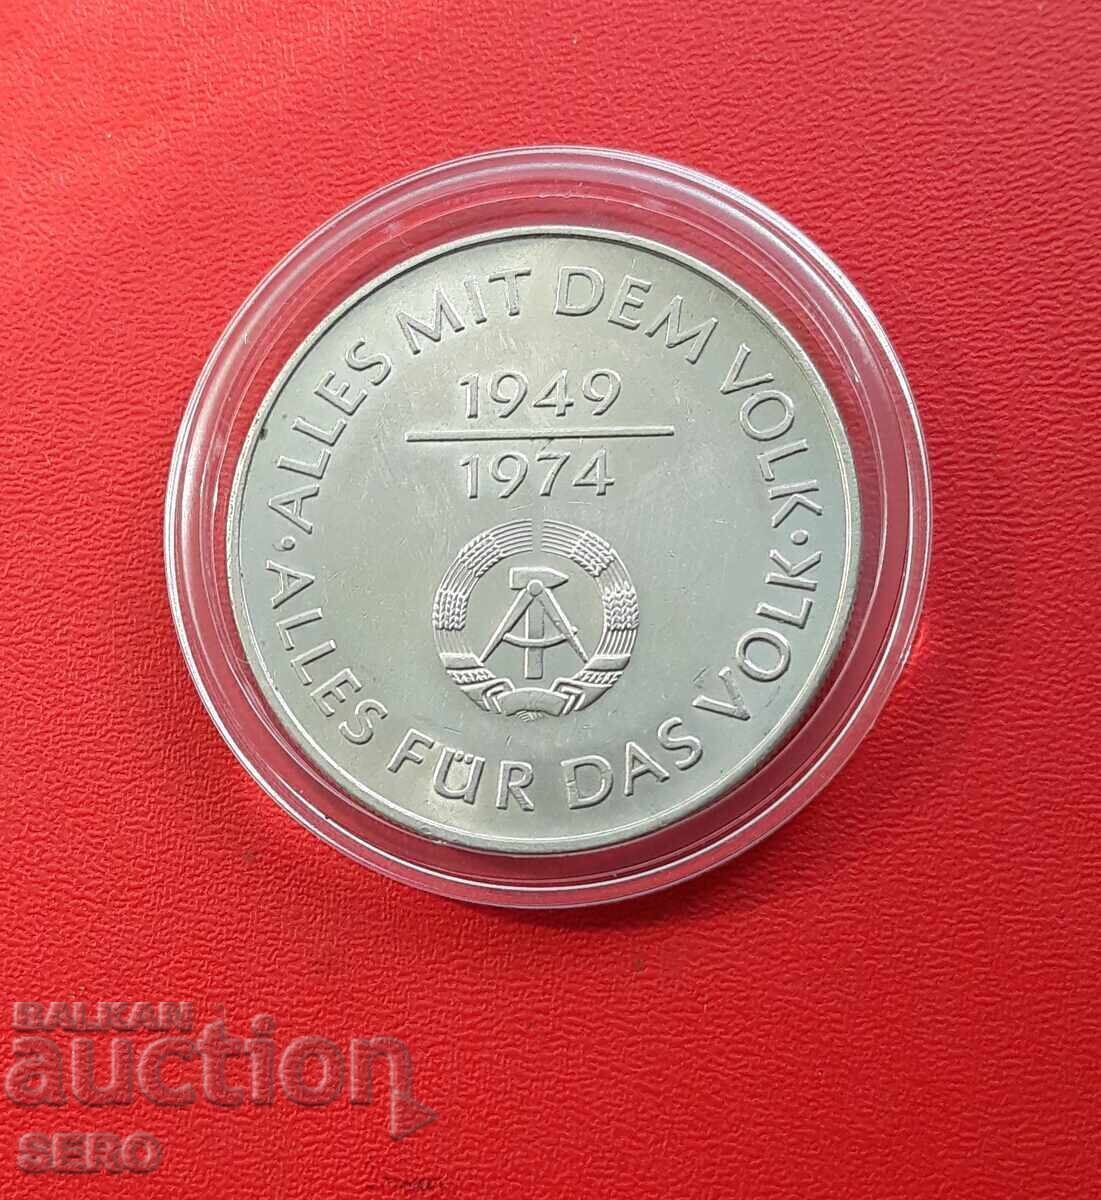 · ALLES MIT DEM VOLK ·
1949
1974
ALLES FÜR DAS VOLK
BALKAN
auction
SERO